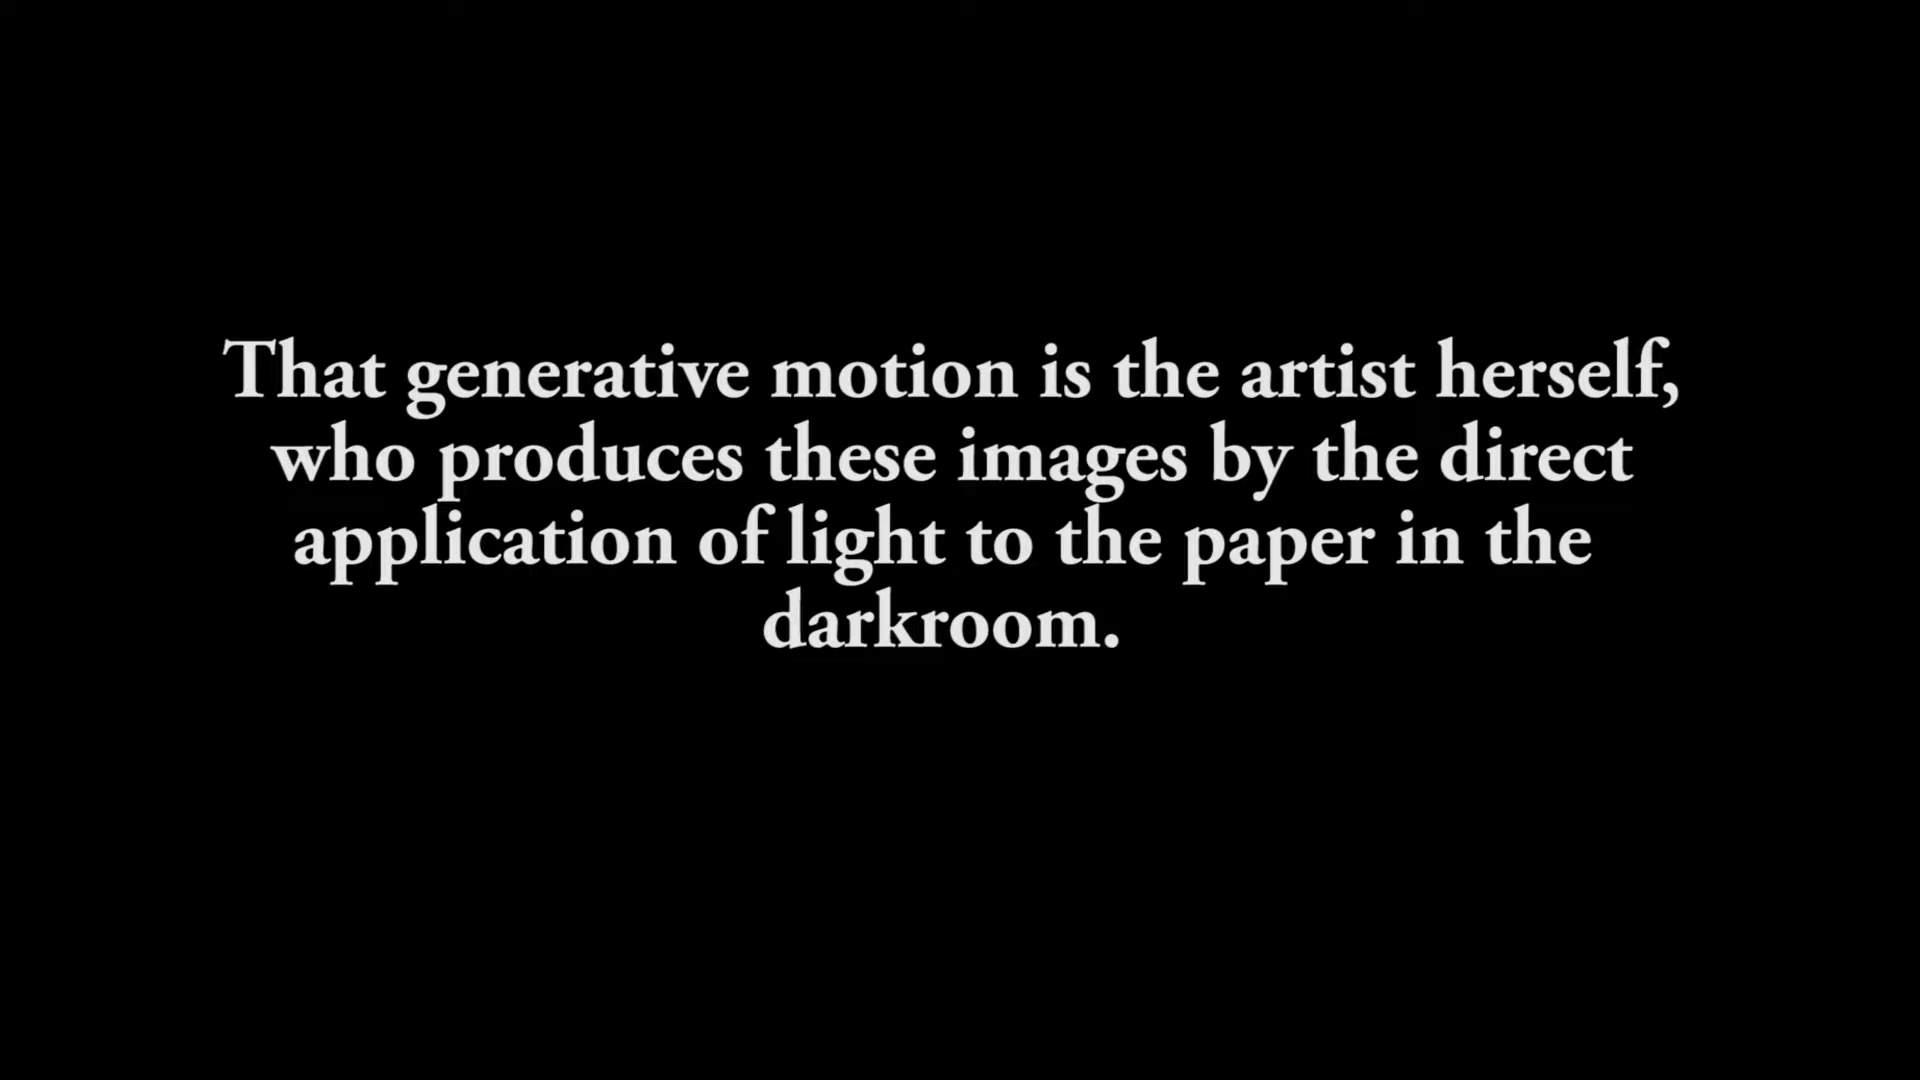 That generative motion is the artist herself,
who produces these images by the direct
application of light to the paper in the
darkroom.